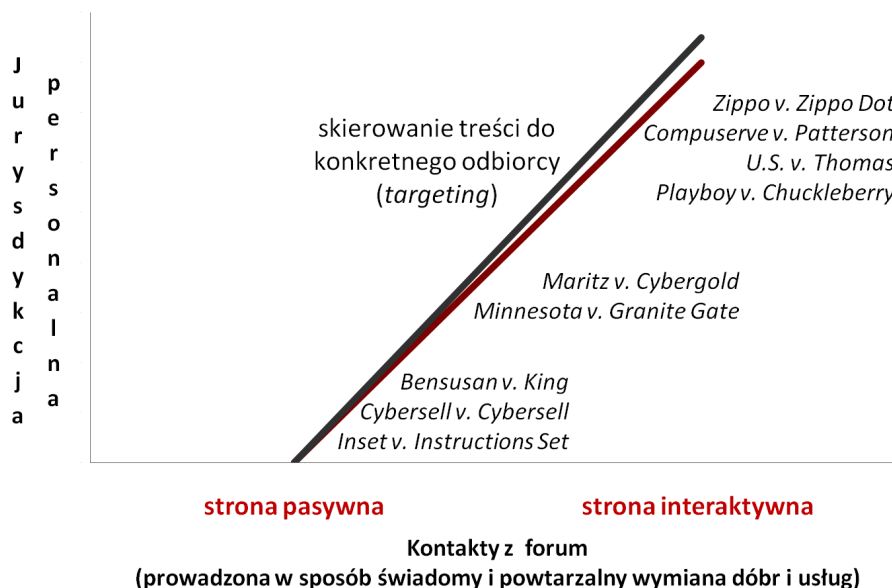 Jurysdykcja
personalna
skierowanie treści do
konkretnego odbiorcy
(targeting)
Zippo v. Zippo Dot
Compuserve v. Patterson
U.S. v. Thomas
Playboy v. Chuckleberry
Maritz v. Cybergold
Minnesota v. Granite Gate
Bensusan v. King
Cybersell v. Cybersell
Inset v. Instructions Set
strona pasywna
strona interaktywna
Kontakty z forum
(prowadzona w sposób świadomy i powtarzalny wymiana dóbr i usług)